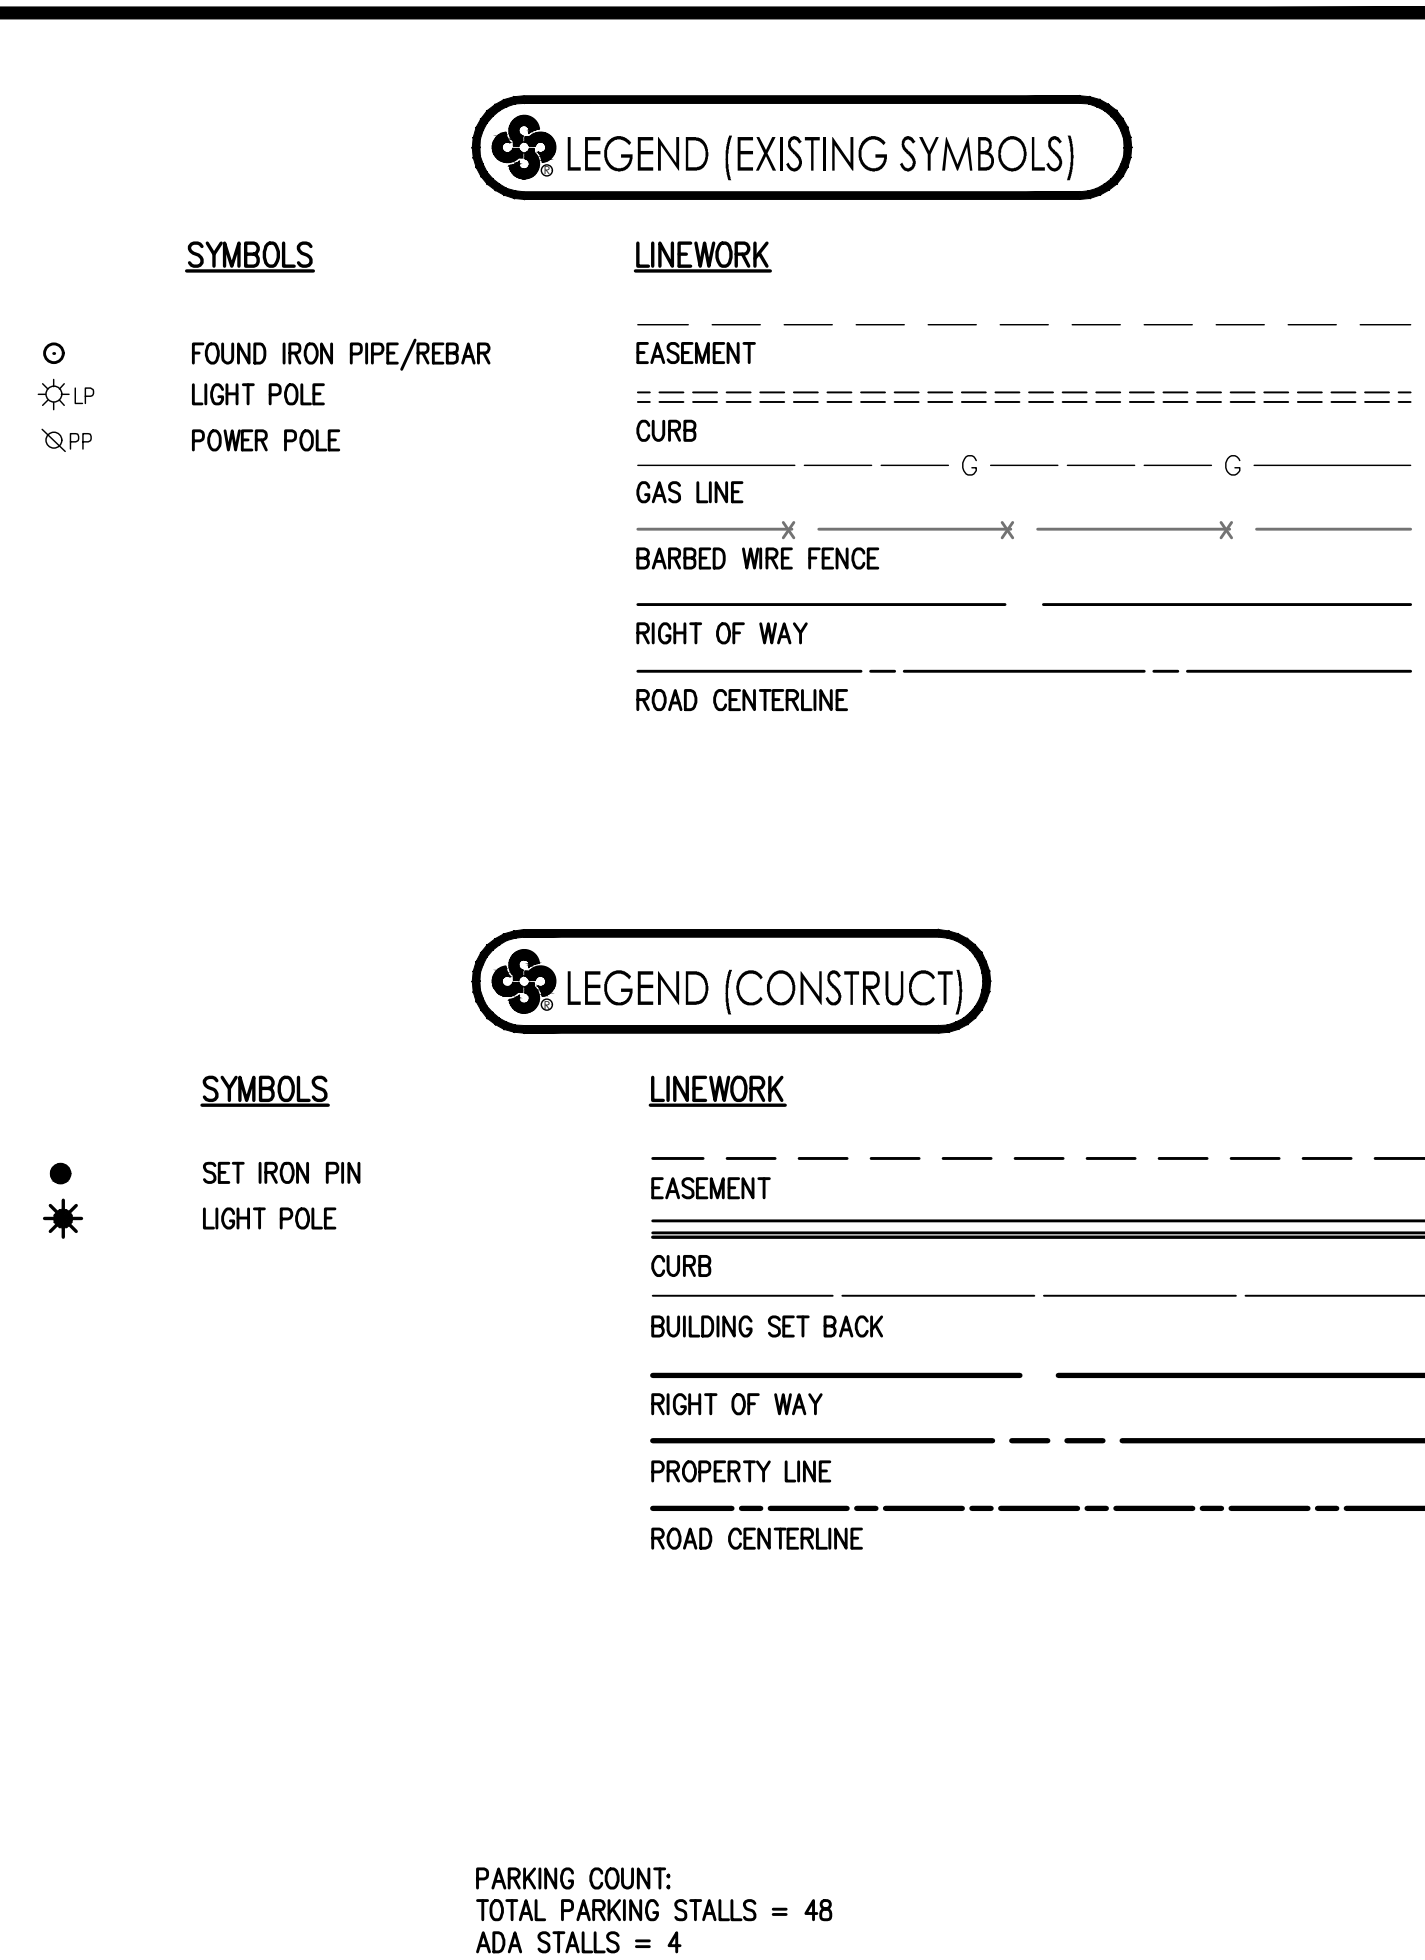 ® LEGEND (EXISTING SYMBOLS)
SYMBOLS
FOUND IRON PIPE/REBAR
LP LIGHT POLE
PP POWER POLE
LINEWORK
EASEMENT
CURB
G G
GAS LINE
X X X
BARBED WIRE FENCE
RIGHT OF WAY
ROAD CENTERLINE
® LEGEND (CONSTRUCT)
SYMBOLS
SET IRON PIN
LIGHT POLE
LINEWORK
EASEMENT
CURB
BUILDING SET BACK
RIGHT OF WAY
PROPERTY LINE
ROAD CENTERLINE
PARKING COUNT:
TOTAL PARKING STALLS = 48
ADA STALLS = 4